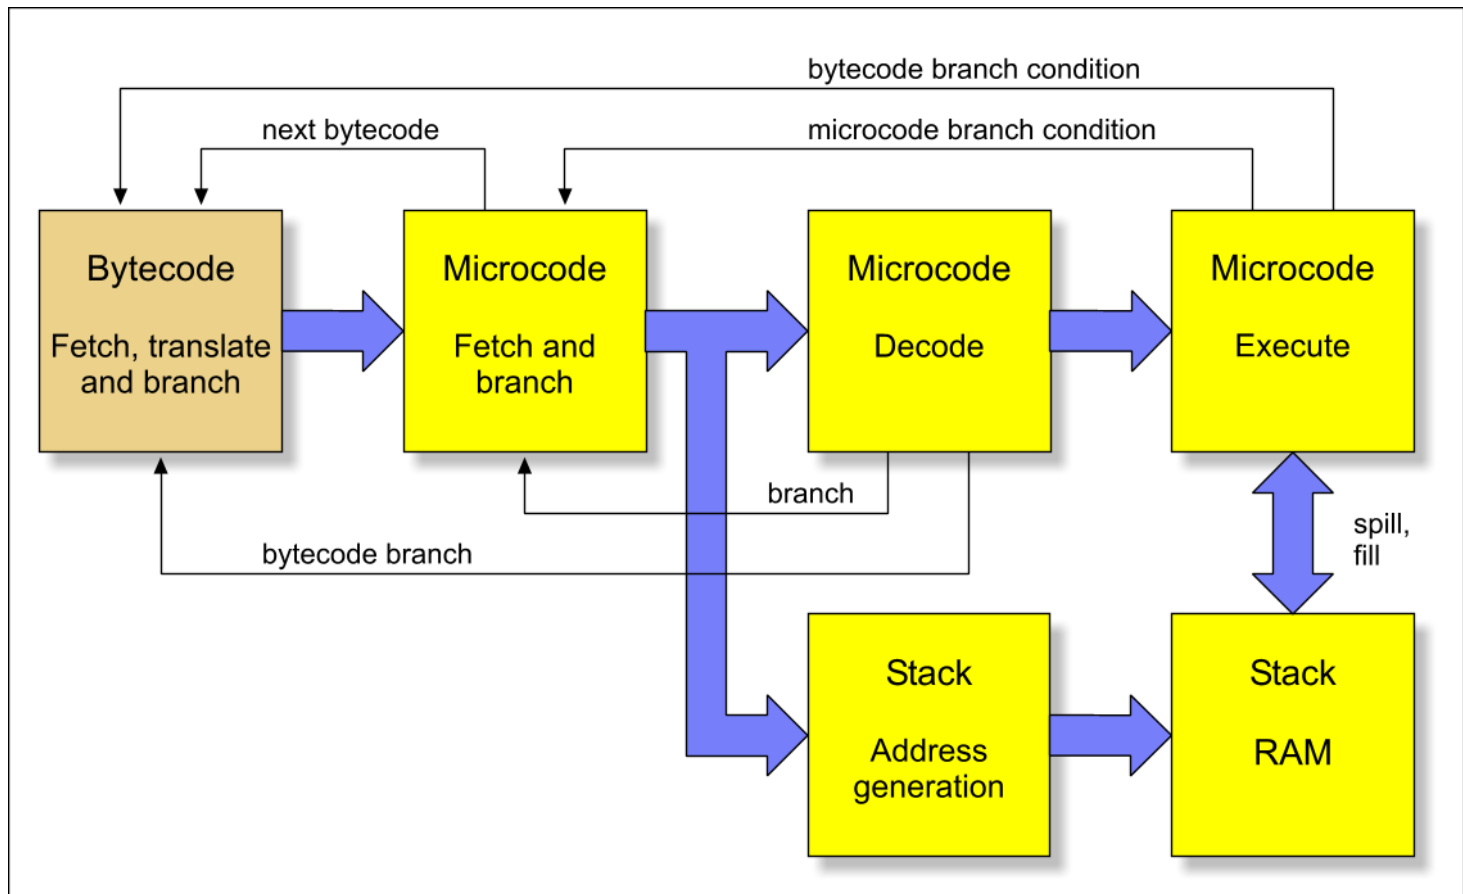 bytecode branch condition
next bytecode
microcode branch condition
Bytecode
Fetch, translate
and branch
Microcode
Fetch and
branch
Microcode
Decode
Microcode
Execute
branch
bytecode branch
spill,
fill
Stack
Address
generation
Stack
RAM